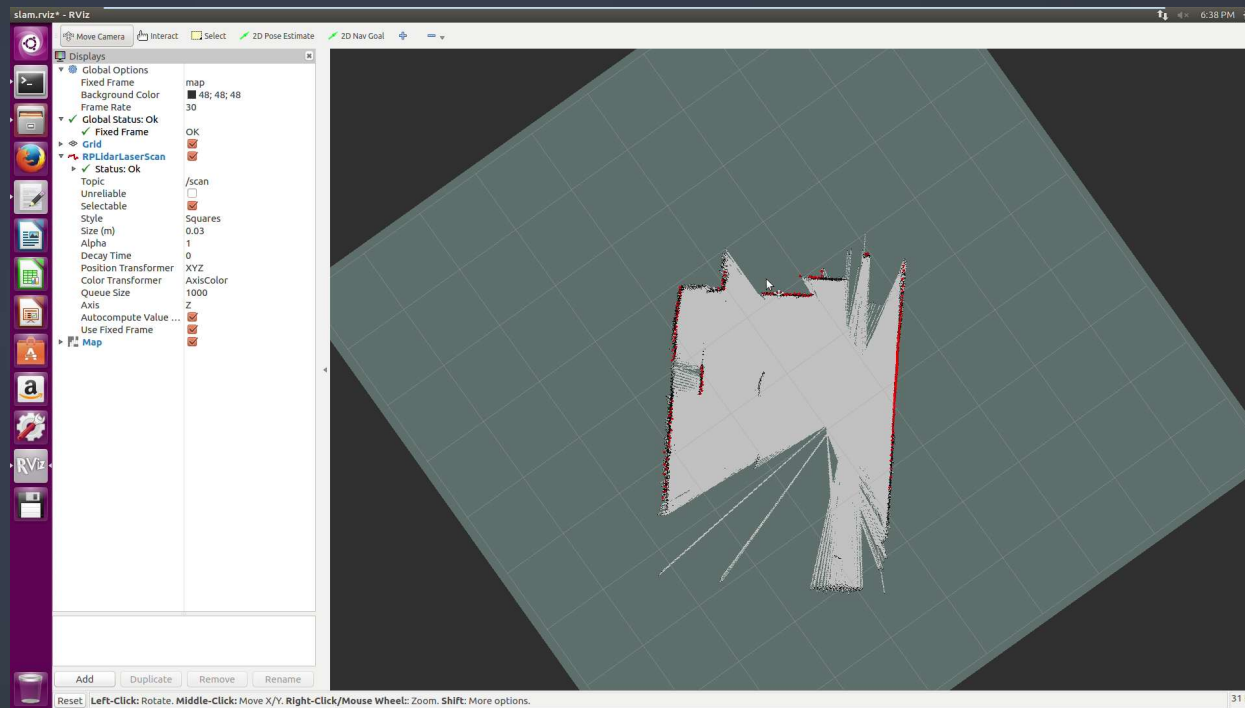 slam.rviz* - RViz
6:38 PM
Move Camera Interact Select 2D Pose Estimate 2D Nav Goal
Displays
Global Options
Fixed Frame map
Background Color 48; 48; 48
Frame Rate 30
Global Status: Ok
Fixed Frame OK
Grid
RPLidarLaserScan
Status: Ok
Topic /scan
Unreliable
Selectable
Style Squares
Size (m) 0.03
Alpha 1
Decay Time 0
Position Transformer XYZ
Color Transformer AxisColor
Queue Size 1000
Axis Z
Autocompute Value ...
Use Fixed Frame
Map
a
RViz
Add Duplicate Remove Rename
Reset Left-Click: Rotate. Middle-Click: Move X/Y. Right-Click/Mouse Wheel:: Zoom. Shift: More options. 31